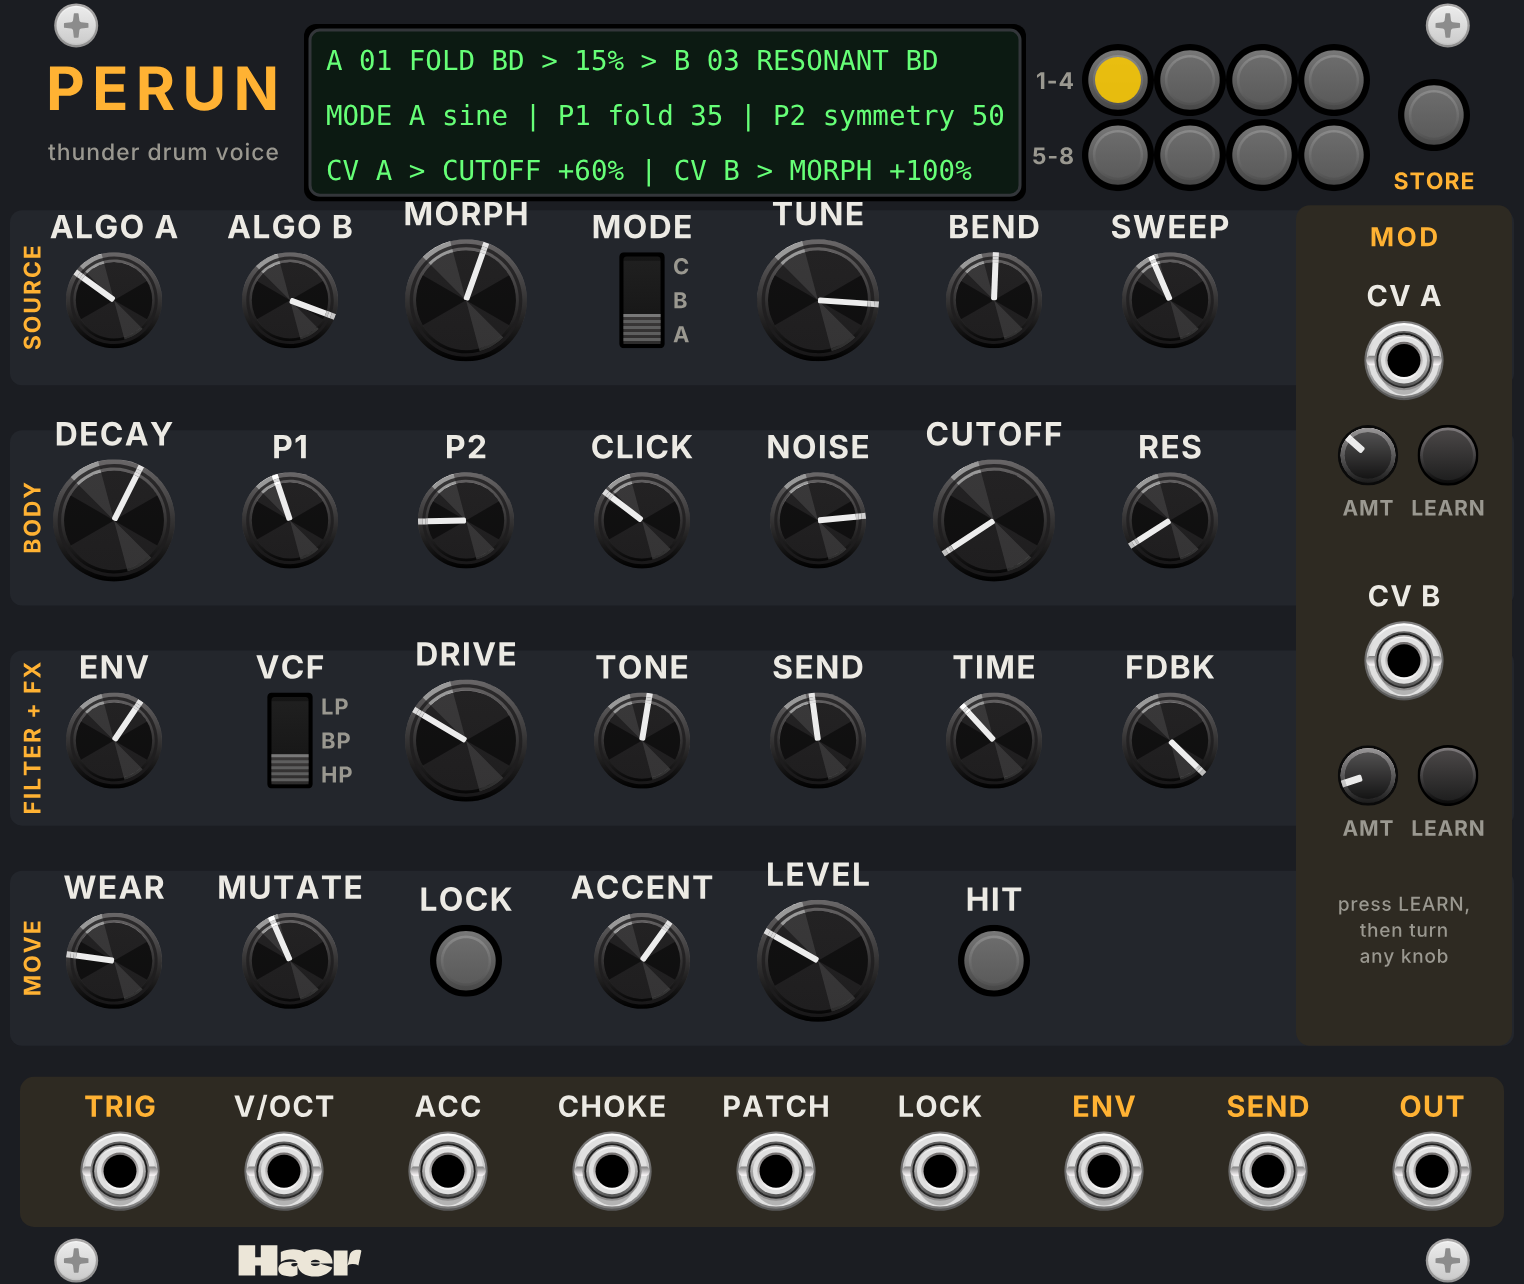 PERUN
thunder drum voice
A 01 FOLD BD > 15% > B 03 RESONANT BD
MODE A sine | P1 fold 35 | P2 symmetry 50
CV A > CUTOFF +60% | CV B > MORPH +100%
1-4
5-8
STORE
SOURCE
ALGO A
ALGO B
MORPH
MODE
C
B
A
TUNE
BEND
SWEEP
BODY
DECAY
P1
P2
CLICK
NOISE
CUTOFF
RES
FILTER + FX
ENV
VCF
LP
BP
HP
DRIVE
TONE
SEND
TIME
FDBK
MOVE
WEAR
MUTATE
LOCK
ACCENT
LEVEL
HIT
MOD
CV A
AMT
LEARN
CV B
AMT
LEARN
press LEARN,
then turn
any knob
TRIG
V/OCT
ACC
CHOKE
PATCH
LOCK
ENV
SEND
OUT
Hær